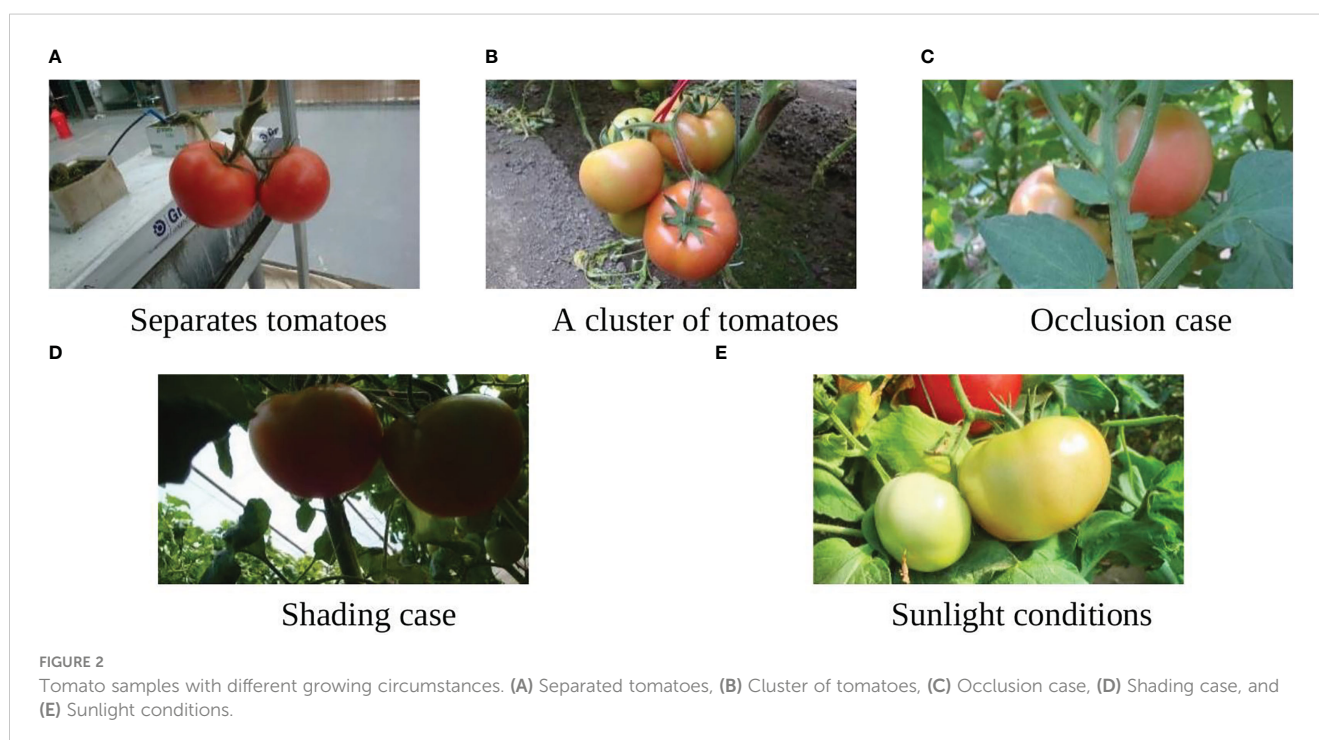 A
B
C
Separates tomatoes
A cluster of tomatoes
Occlusion case
D
E
Shading case
Sunlight conditions
FIGURE 2
Tomato samples with different growing circumstances. (A) Separated tomatoes, (B) Cluster of tomatoes, (C) Occlusion case, (D) Shading case, and
(E) Sunlight conditions.